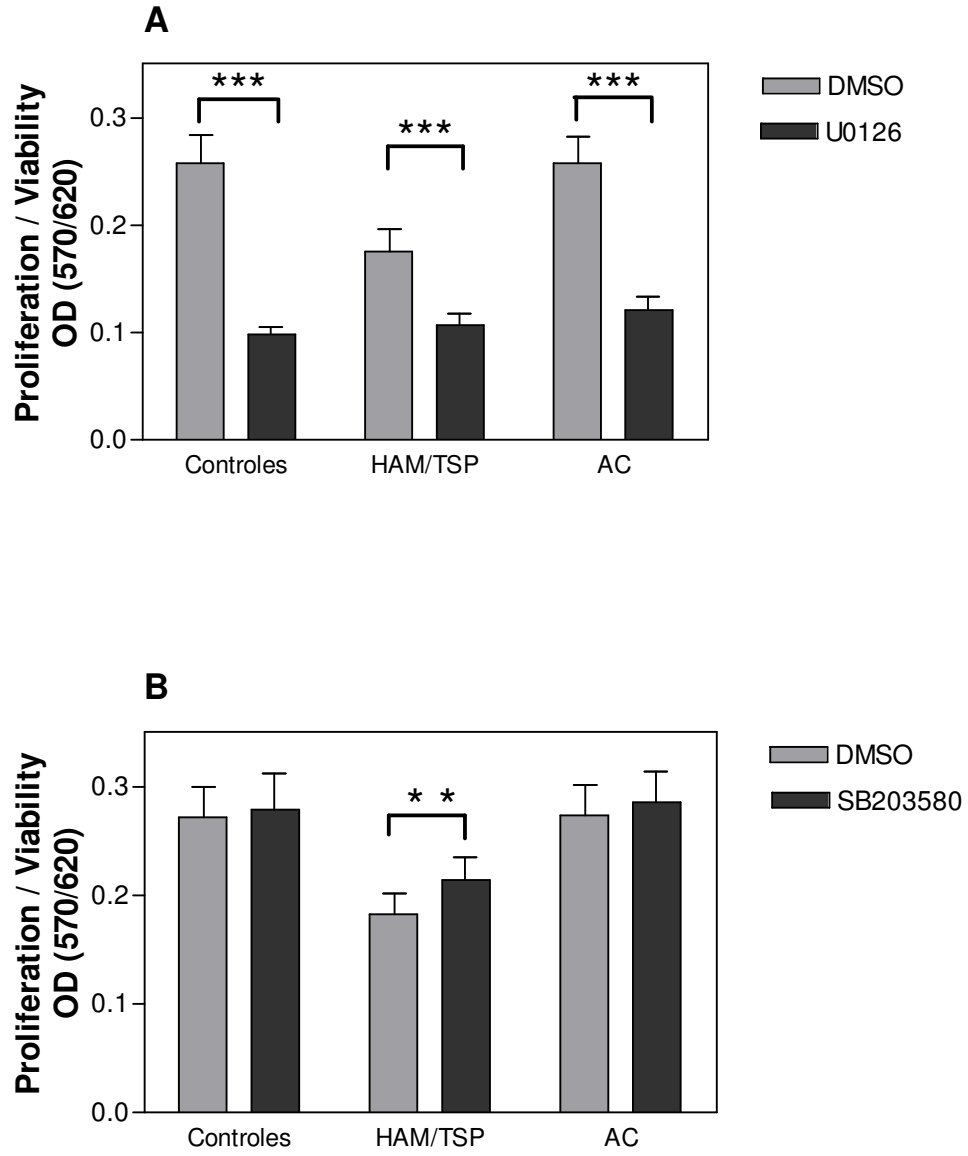 A
***
***
***
DMSO
U0126
Proliferation / Viability
OD (570/620)
0.3
0.2
0.1
0.0
Controles
HAM/TSP
AC
B
* *
DMSO
SB203580
Proliferation / Viability
OD (570/620)
0.3
0.2
0.1
0.0
Controles
HAM/TSP
AC